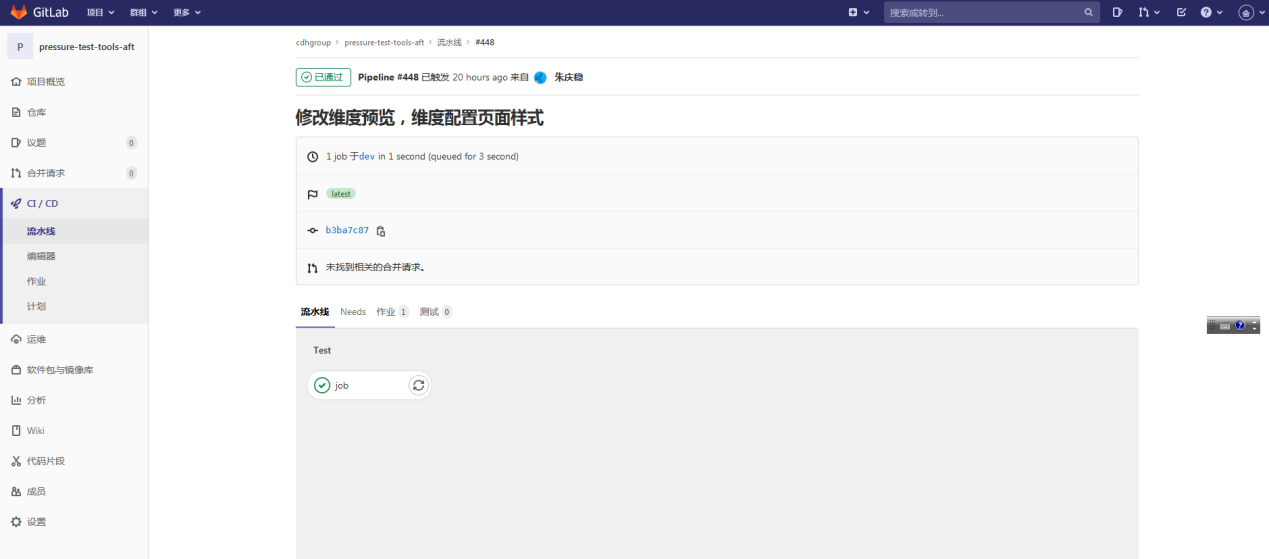 GitLab 项目 群组 更多 搜索或转到...
P pressure-test-tools-aft
项目概览
仓库
议题 0
合并请求 0
CI / CD
流水线
编辑器
作业
计划
运维
软件包与镜像库
分析
Wiki
代码片段
成员
设置
cdhgroup > pressure-test-tools-aft > 流水线 > #448
已通过 Pipeline #448 已触发 20 hours ago 来自 朱庆稳
修改维度预览，维度配置页面样式
1 job 于dev in 1 second (queued for 3 second)
latest
b3ba7c87
未找到相关的合并请求。
流水线 Needs 作业 1 测试 0
Test
job